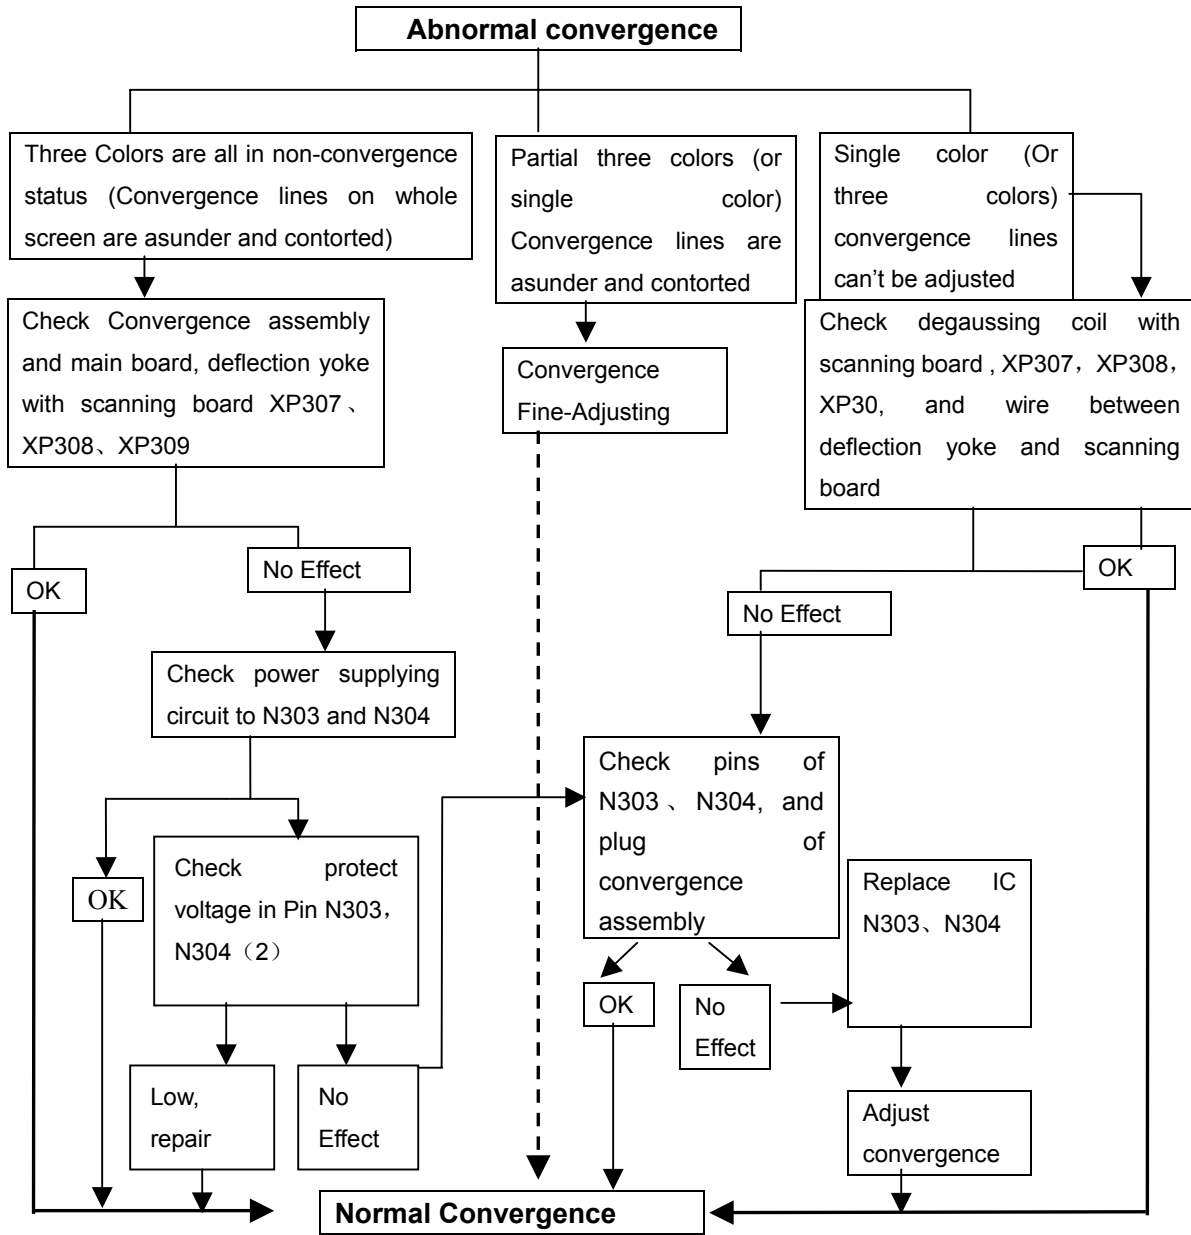 Abnormal convergence
Three Colors are all in non-convergence
status (Convergence lines on whole
screen are asunder and contorted)
Partial three colors (or
single color)
Convergence lines are
asunder and contorted
Single color (Or
three colors)
convergence lines
can't be adjusted
Check Convergence assembly
and main board, deflection yoke
with scanning board XP307、
XP308、XP309
Convergence
Fine-Adjusting
Check degaussing coil with
scanning board , XP307，XP308，
XP30, and wire between
deflection yoke and scanning
board
OK
No Effect
OK
No Effect
Check power supplying
circuit to N303 and N304
Check pins of
N303、N304, and
plug of
convergence
assembly
OK
Check protect
voltage in Pin N303，
N304（2）
Replace IC
N303、N304
OK
No
Effect
Low,
repair
No
Effect
Adjust
convergence
Normal Convergence